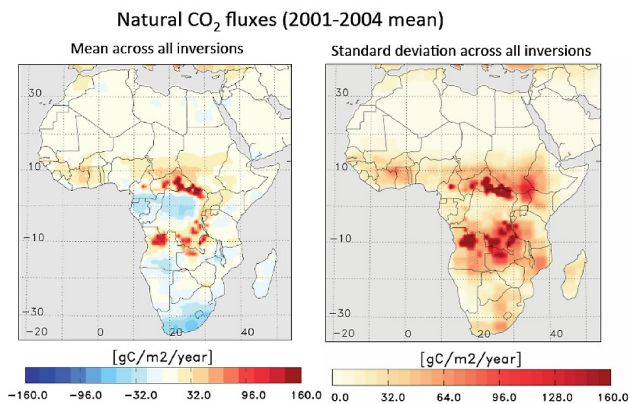 Natural CO₂ fluxes (2001-2004 mean)
Mean across all inversions
Standard deviation across all inversions
30
10
-10
-30
-20 0 20 40
30
10
-10
-30
-20 0 20 40
[gC/m2/year]
[gC/m2/year]
-160.0 -96.0 -32.0 32.0 96.0 160.0
0.0 32.0 64.0 96.0 128.0 160.0